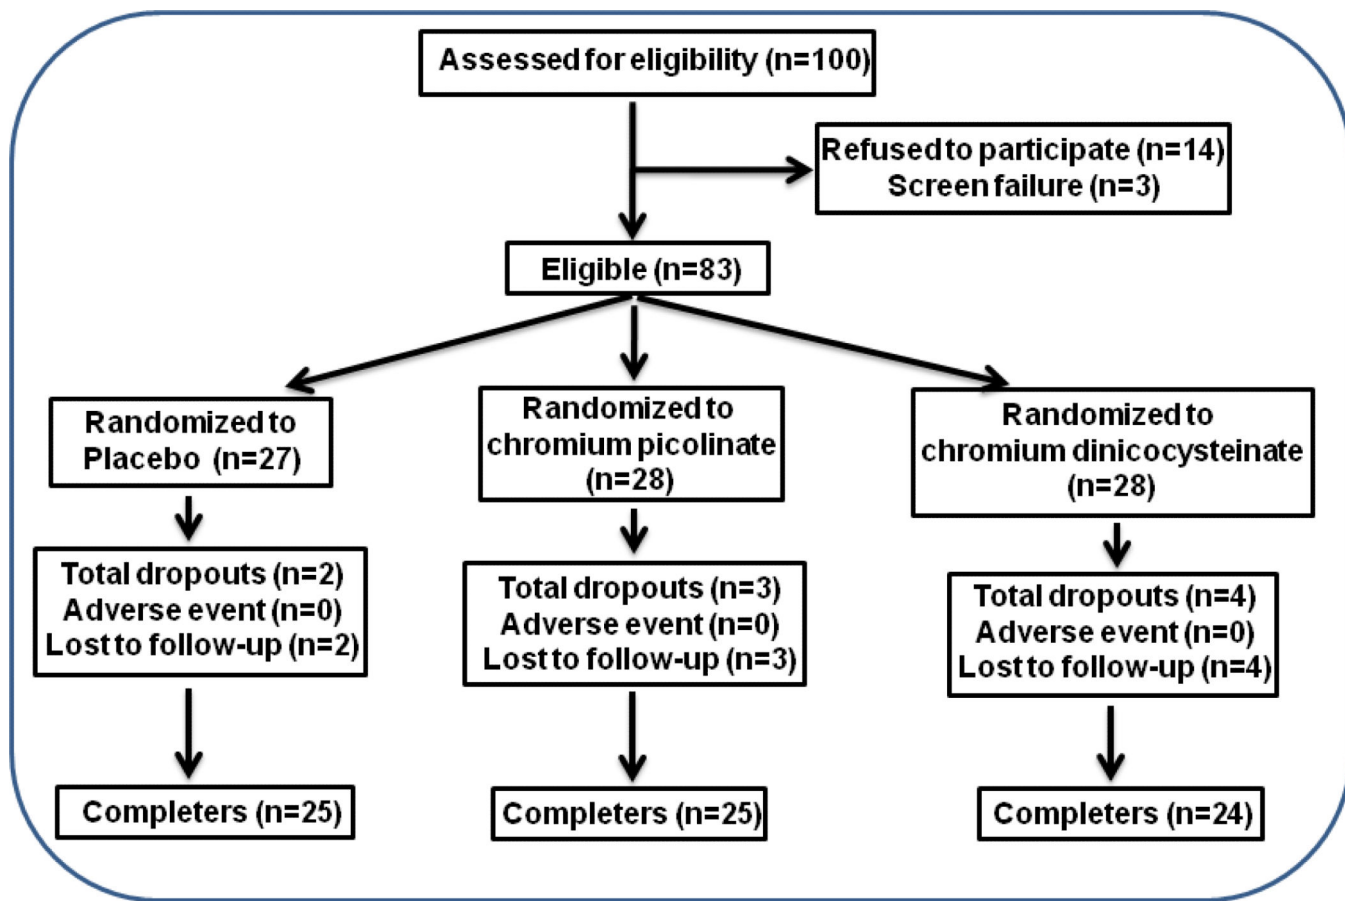 Assessed for eligibility (n=100)
Refused to participate (n=14)
Screen failure (n=3)
Eligible (n=83)
Randomized to
Placebo (n=27)
Randomized to
chromium picolinate
(n=28)
Randomized to
chromium dinicocysteinate
(n=28)
Total dropouts (n=2)
Adverse event (n=0)
Lost to follow-up (n=2)
Total dropouts (n=3)
Adverse event (n=0)
Lost to follow-up (n=3)
Total dropouts (n=4)
Adverse event (n=0)
Lost to follow-up (n=4)
Completers (n=25)
Completers (n=25)
Completers (n=24)